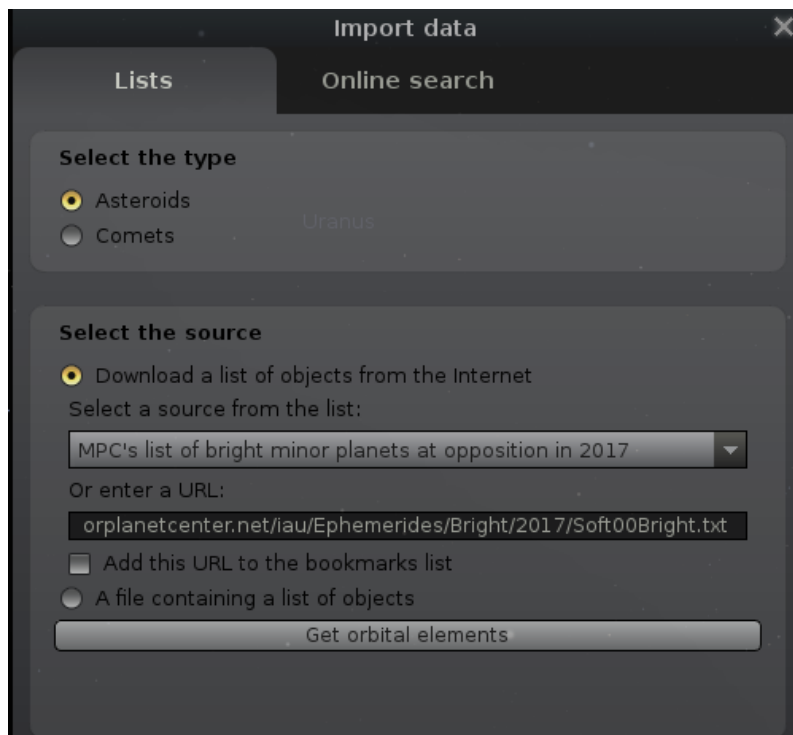 Import data
Lists
Online search
Select the type
Asteroids
Uranus
Comets
Select the source
Download a list of objects from the Internet
Select a source from the list:
MPC's list of bright minor planets at opposition in 2017
Or enter a URL:
orplanetcenter.net/iau/Ephemerides/Bright/2017/Soft00Bright.txt
Add this URL to the bookmarks list
A file containing a list of objects
Get orbital elements